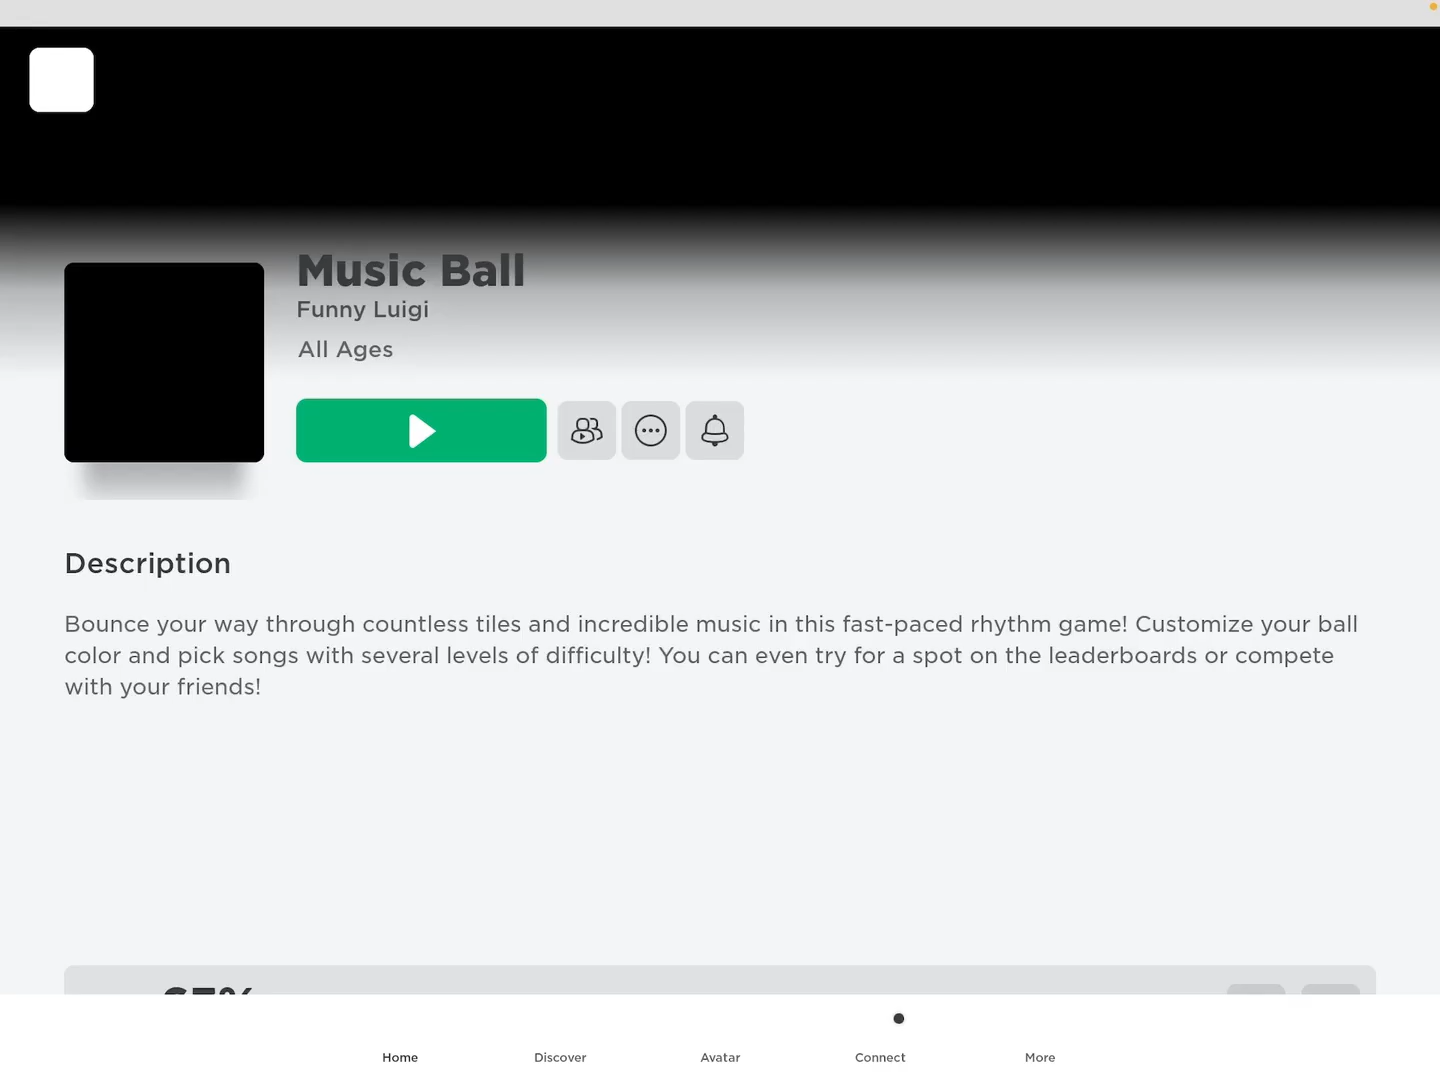 Music Ball
Funny Luigi
All Ages
Description
Bounce your way through countless tiles and incredible music in this fast-paced rhythm game! Customize your ball
color and pick songs with several levels of difficulty! You can even try for a spot on the leaderboards or compete
with your friends!
Home
Discover
Avatar
Connect
More